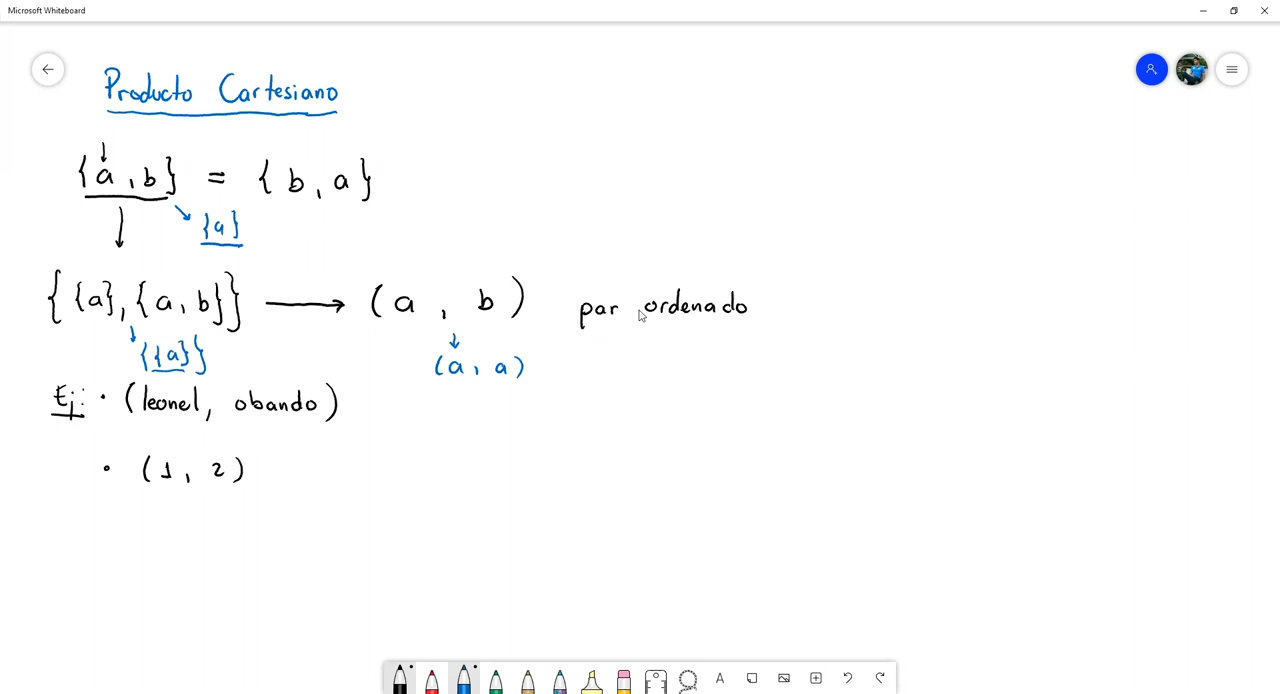 Microsoft Whiteboard
Producto Cartesiano
{a, b} = {b, a}
{a}
{{a}, {a, b}} → (a, b) par ordenado
{{a}} (a, a)
Ej: • (leonel, obando)
• (1, 2)
A